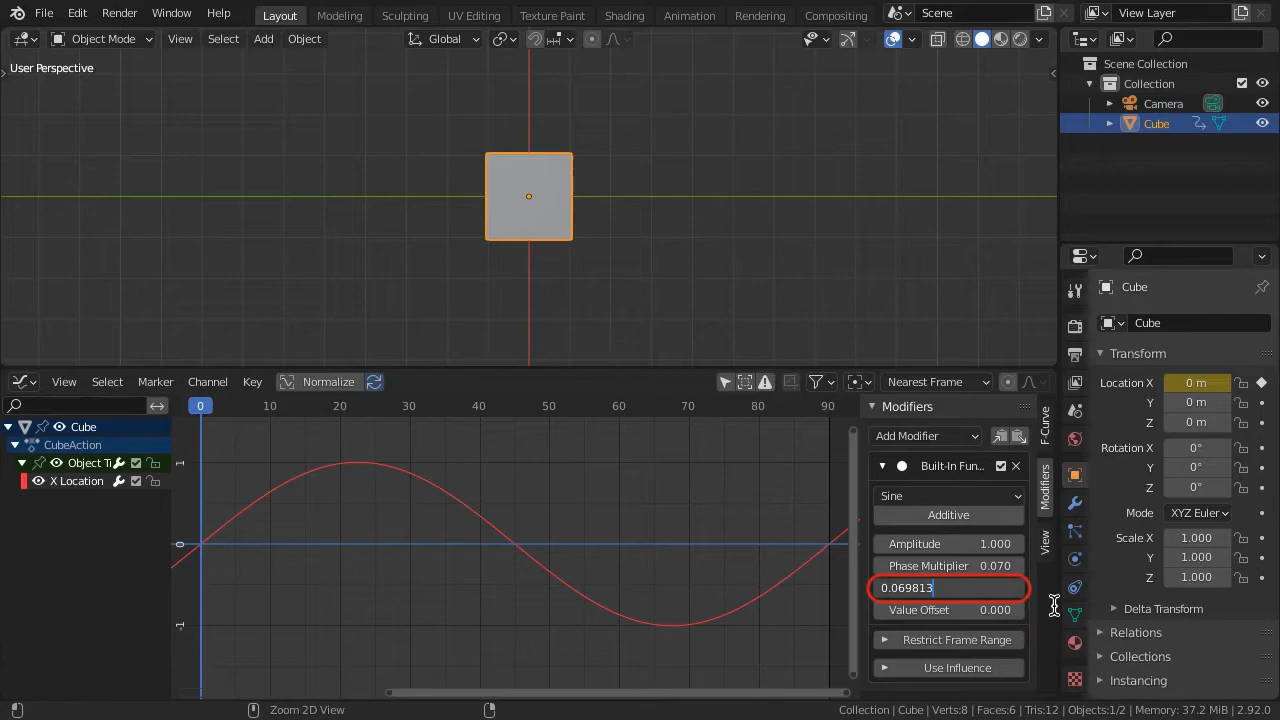 File Edit Render Window Help Layout Modeling Sculpting UV Editing Texture Paint Shading Animation Rendering Compositing Scene View Layer
Object Mode View Select Add Object Global
User Perspective
Scene Collection
Collection
Camera
Cube
Cube
Cube
Transform
Location X 0 m
Y 0 m
Z 0 m
Rotation X 0°
Y 0°
Z 0°
Mode XYZ Euler
Scale X 1.000
Y 1.000
Z 1.000
Delta Transform
Relations
Collections
Instancing
View Select Marker Channel Key Normalize Nearest Frame
0 10 20 30 40 50 60 70 80 90
Cube
CubeAction
Object Ti
X Location
1
0
-1
Modifiers
Add Modifier
Built-In Fun...
Sine
Additive
Amplitude 1.000
Phase Multiplier 0.070
0.069813
Value Offset 0.000
Restrict Frame Range
Use Influence
F-Curve
Modifiers
View
Zoom 2D View Collection | Cube | Verts:8 | Faces:6 | Tris:12 | Objects:1/2 | Memory: 37.2 MiB | 2.92.0